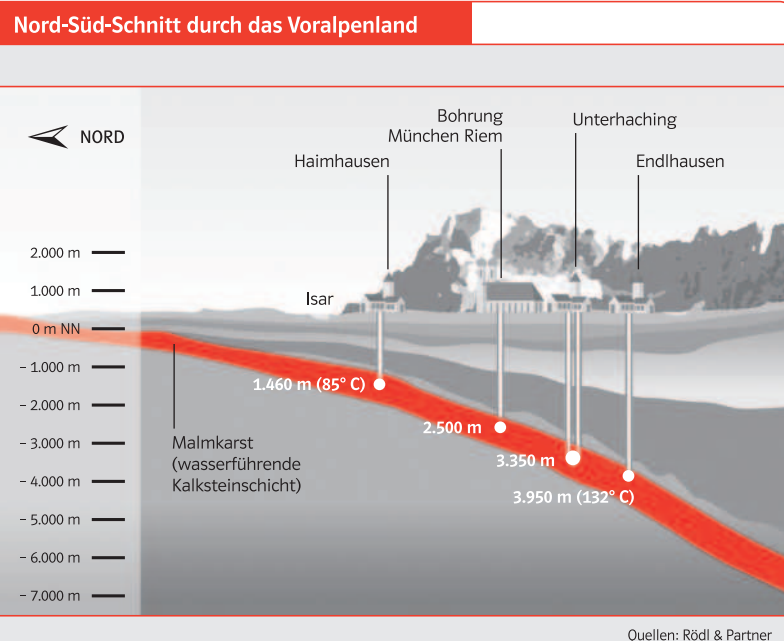 Nord-Süd-Schnitt durch das Voralpenland
NORD
Bohrung
München Riem
Unterhaching
Haimhausen
Endlhausen
Isar
2.000 m
1.000 m
0 m NN
- 1.000 m
- 2.000 m
- 3.000 m
- 4.000 m
- 5.000 m
- 6.000 m
- 7.000 m
1.460 m (85° C)
2.500 m
3.350 m
3.950 m (132° C)
Malmkarst
(wasserführende
Kalksteinschicht)
Quellen: Rödl & Partner